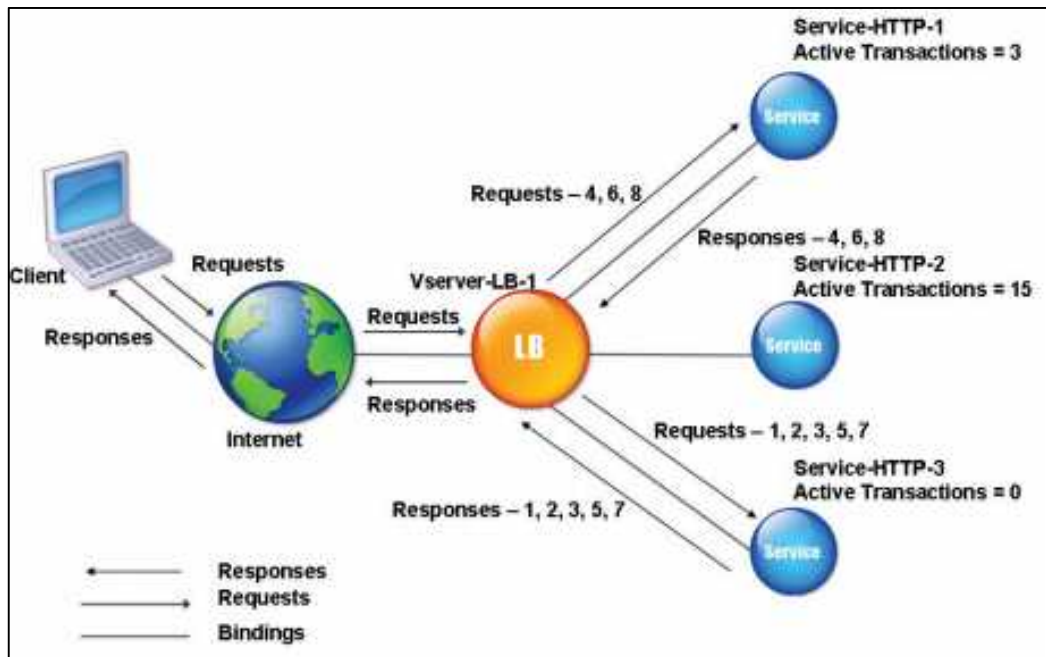 Service-HTTP-1
Active Transactions = 3
Service
Requests – 4, 6, 8
Responses – 4, 6, 8
Client
Requests
Responses
Internet
Requests
Responses
Vserver-LB-1
LB
Service-HTTP-2
Active Transactions = 15
Service
Requests – 1, 2, 3, 5, 7
Service-HTTP-3
Active Transactions = 0
Responses – 1, 2, 3, 5, 7
Service
Responses
Requests
Bindings